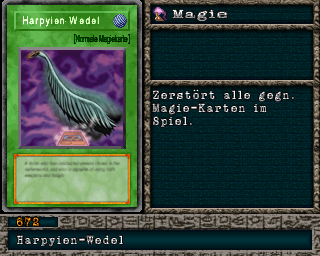 Harpyien-Wedel
[Normale Magiekarte]
Magie
Zerstört alle gegn.
Magie-Karten im
Spiel.
672
Harpyien-Wedel